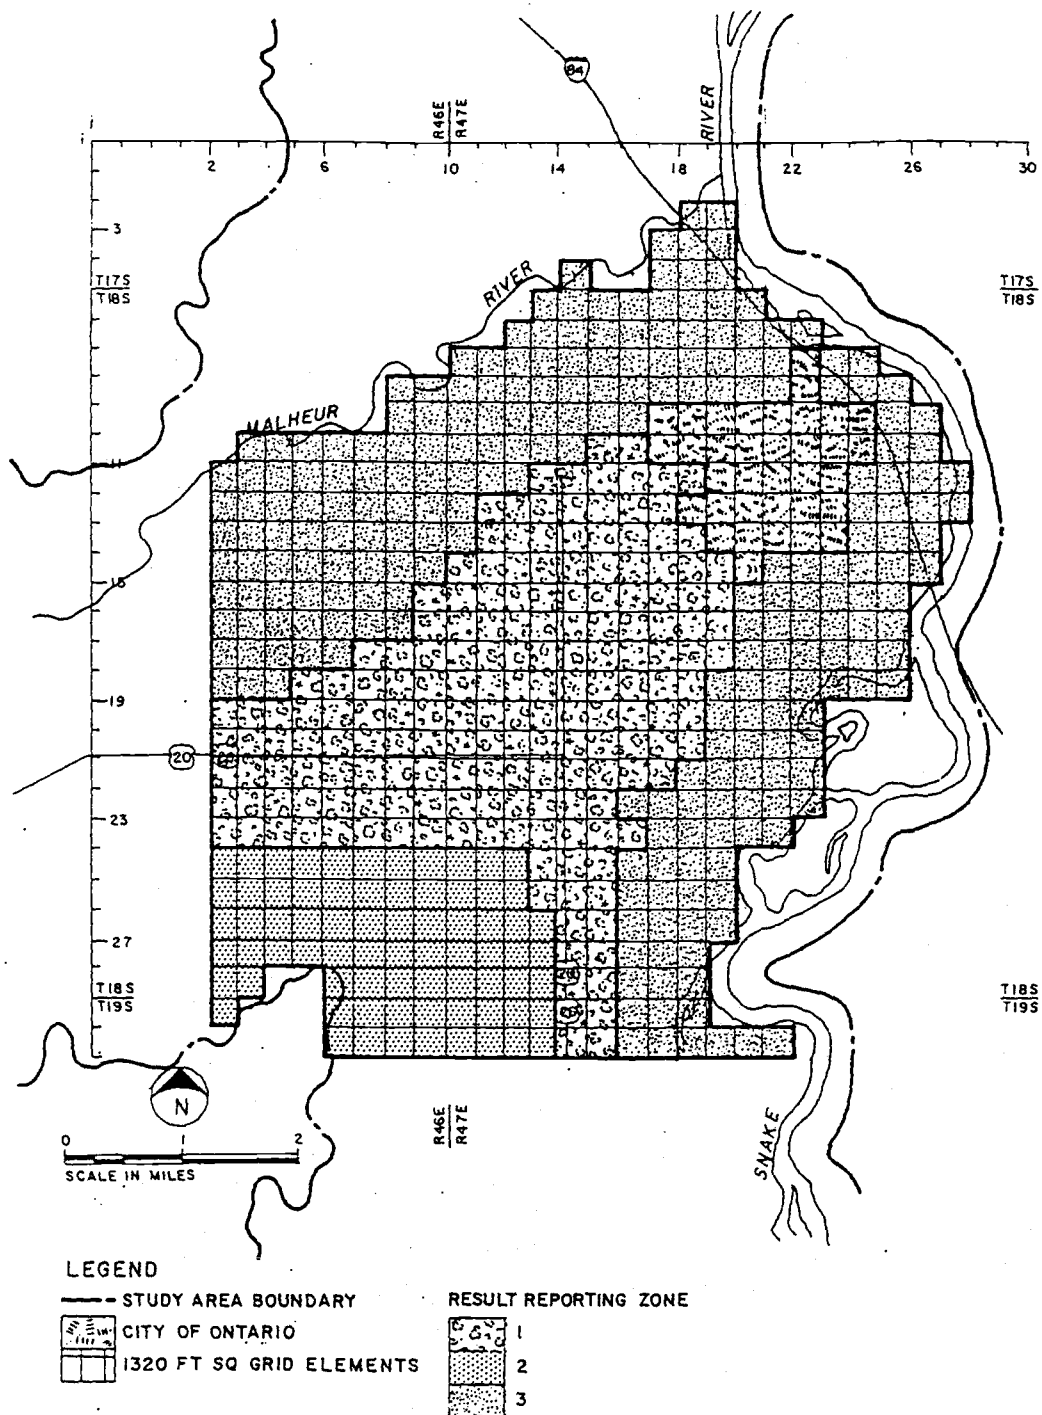 84
RIVER
R46E
R47E
i
j
2 6 10 14 18 22 26 30
3
T17S
T18S
T17S
T18S
RIVER
MALHEUR
11
15
19
20
23
27
T18S
T19S
T18S
T19S
N
R46E
R47E
SNAKE
0 1 2
SCALE IN MILES
LEGEND
STUDY AREA BOUNDARY
CITY OF ONTARIO
1320 FT SQ GRID ELEMENTS
RESULT REPORTING ZONE
1
2
3